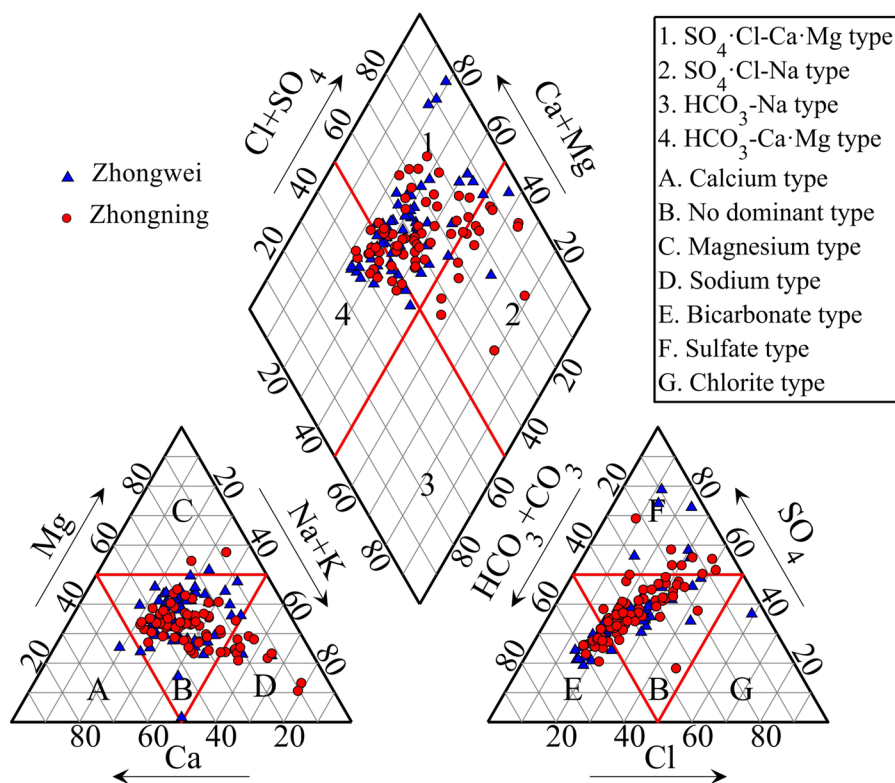 Zhongwei
Zhongning
1. SO4·Cl-Ca·Mg type
2. SO4·Cl-Na type
3. HCO3-Na type
4. HCO3-Ca·Mg type
A. Calcium type
B. No dominant type
C. Magnesium type
D. Sodium type
E. Bicarbonate type
F. Sulfate type
G. Chlorite type
Cl+SO4
Ca+Mg
20 40 60 80
80 60 40 20
1
2
3
4
20 40 60 80
80 60 40 20
Mg
Na+K
Ca
20 40 60 80
20 40 60 80
80 60 40 20
A
B
C
D
HCO3+CO3
SO4
Cl
80 60 40 20
80 60 40 20
20 40 60 80
E
B
F
G